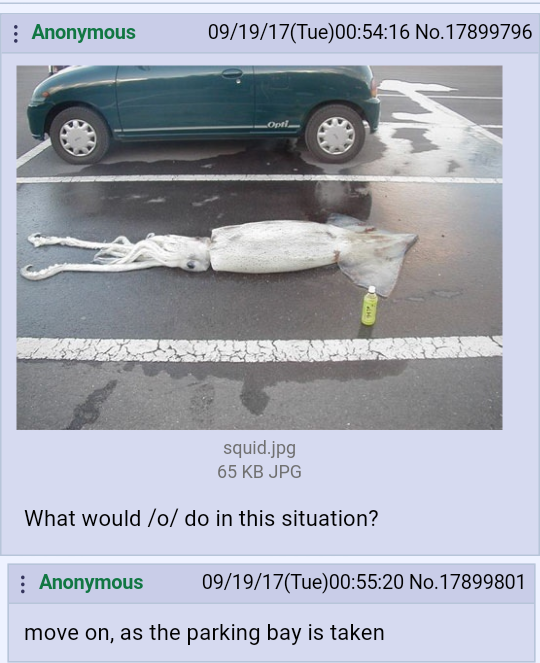 Anonymous 09/19/17(Tue)00:54:16 No.17899796
Opti
squid.jpg
65 KB JPG
What would /o/ do in this situation?
Anonymous 09/19/17(Tue)00:55:20 No.17899801
move on, as the parking bay is taken